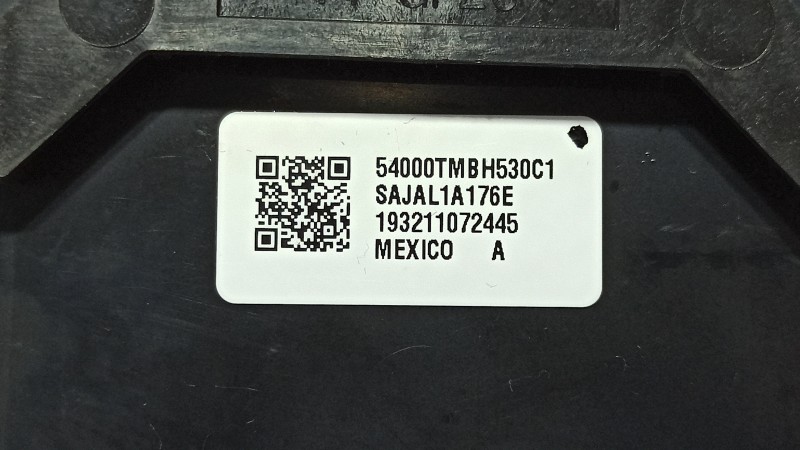 54000TMBH530C1
SAJAL1A176E
193211072445
MEXICO A